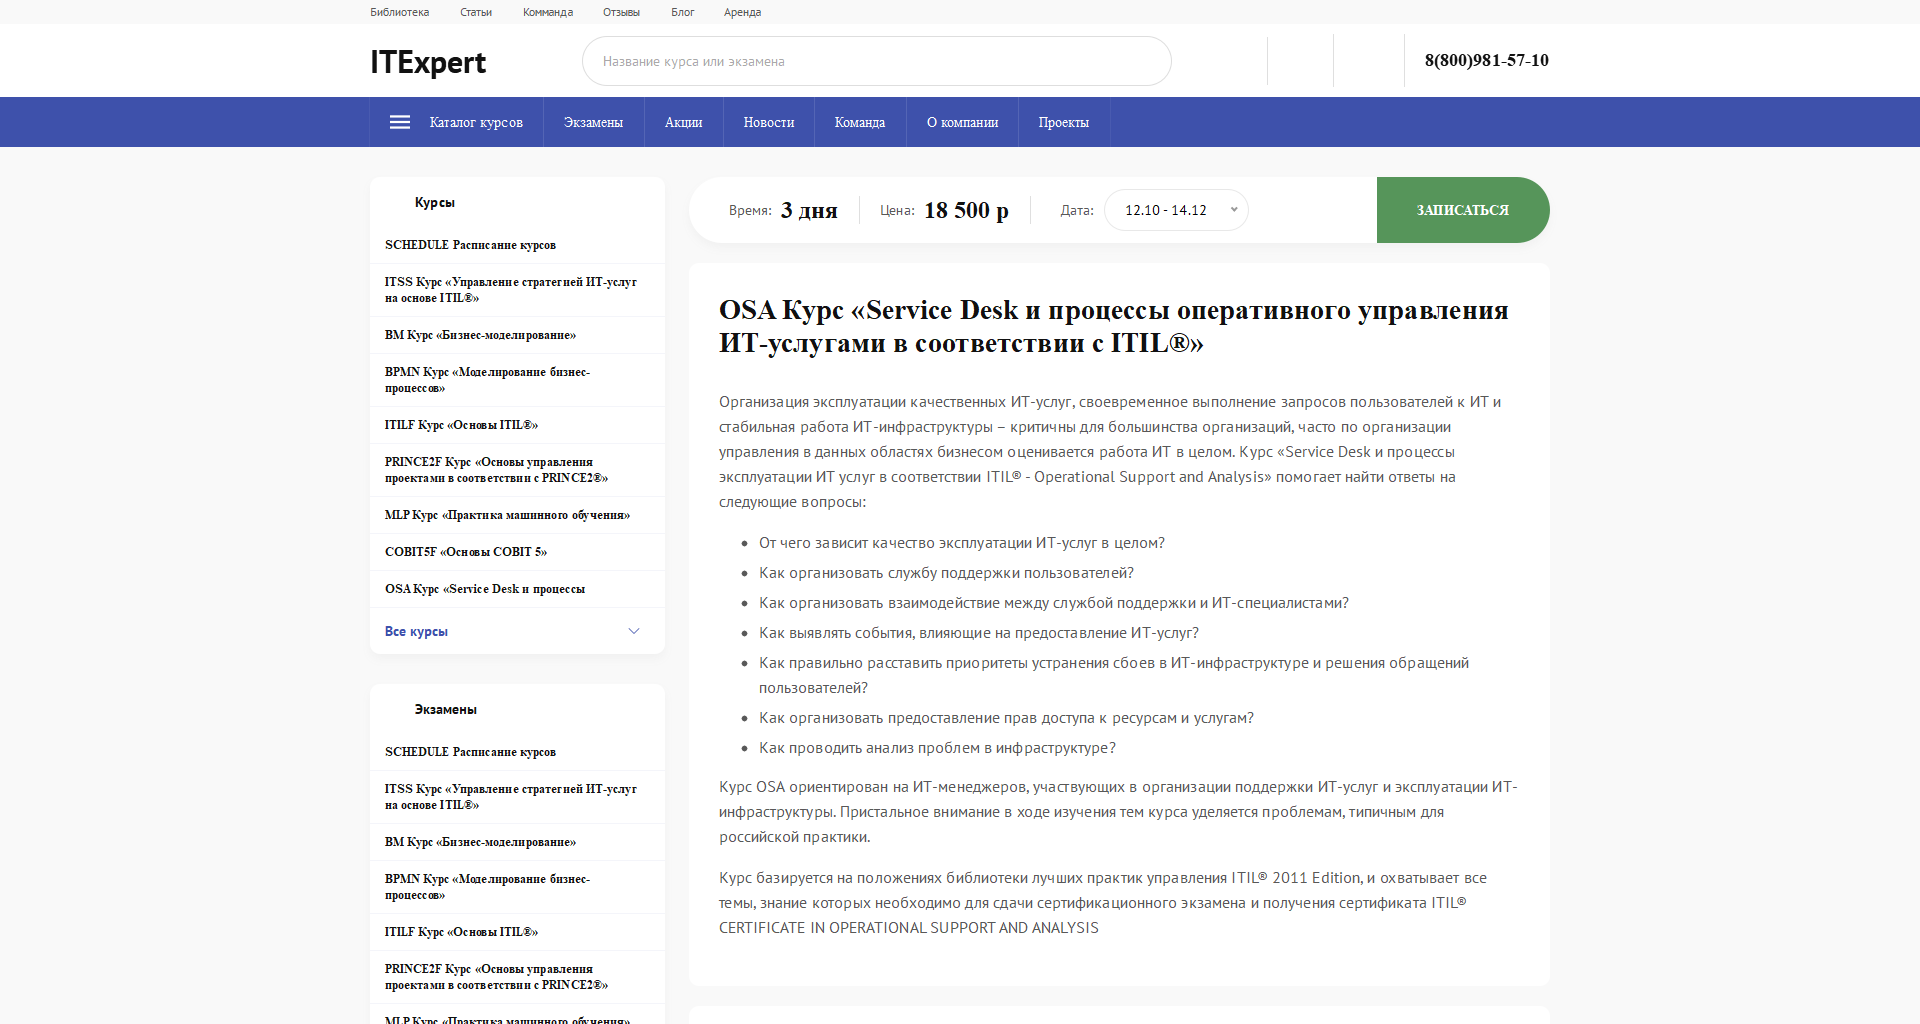 Библиотека Статьи Комманда Отзывы Блог Аренда
ITExpert
Название курса или экзамена
8(800)981-57-10
Каталог курсов Экзамены Акции Новости Команда О компании Проекты
Курсы
SCHEDULE Расписание курсов
ITSS Курс «Управление стратегией ИТ-услуг
на основе ITIL®»
BM Курс «Бизнес-моделирование»
BPMN Курс «Моделирование бизнес-
процессов»
ITILF Курс «Основы ITIL®»
PRINCE2F Курс «Основы управления
проектами в соответствии с PRINCE2®»
MLP Курс «Практика машинного обучения»
COBIT5F «Основы COBIT 5»
OSA Курс «Service Desk и процессы
Все курсы
Экзамены
SCHEDULE Расписание курсов
ITSS Курс «Управление стратегией ИТ-услуг
на основе ITIL®»
BM Курс «Бизнес-моделирование»
BPMN Курс «Моделирование бизнес-
процессов»
ITILF Курс «Основы ITIL®»
PRINCE2F Курс «Основы управления
проектами в соответствии с PRINCE2®»
MLP Курс «Практика машинного обучения»
Время: 3 дня Цена: 18 500 р Дата: 12.10 - 14.12 ЗАПИСАТЬСЯ
OSA Курс «Service Desk и процессы оперативного управления
ИТ-услугами в соответствии с ITIL®»
Организация эксплуатации качественных ИТ-услуг, своевременное выполнение запросов пользователей к ИТ и
стабильная работа ИТ-инфраструктуры – критичны для большинства организаций, часто по организации
управления в данных областях бизнесом оценивается работа ИТ в целом. Курс «Service Desk и процессы
эксплуатации ИТ услуг в соответствии ITIL® - Operational Support and Analysis» помогает найти ответы на
следующие вопросы:
• От чего зависит качество эксплуатации ИТ-услуг в целом?
• Как организовать службу поддержки пользователей?
• Как организовать взаимодействие между службой поддержки и ИТ-специалистами?
• Как выявлять события, влияющие на предоставление ИТ-услуг?
• Как правильно расставить приоритеты устранения сбоев в ИТ-инфраструктуре и решения обращений
пользователей?
• Как организовать предоставление прав доступа к ресурсам и услугам?
• Как проводить анализ проблем в инфраструктуре?
Курс OSA ориентирован на ИТ-менеджеров, участвующих в организации поддержки ИТ-услуг и эксплуатации ИТ-
инфраструктуры. Пристальное внимание в ходе изучения тем курса уделяется проблемам, типичным для
российской практики.
Курс базируется на положениях библиотеки лучших практик управления ITIL® 2011 Edition, и охватывает все
темы, знание которых необходимо для сдачи сертификационного экзамена и получения сертификата ITIL®
CERTIFICATE IN OPERATIONAL SUPPORT AND ANALYSIS